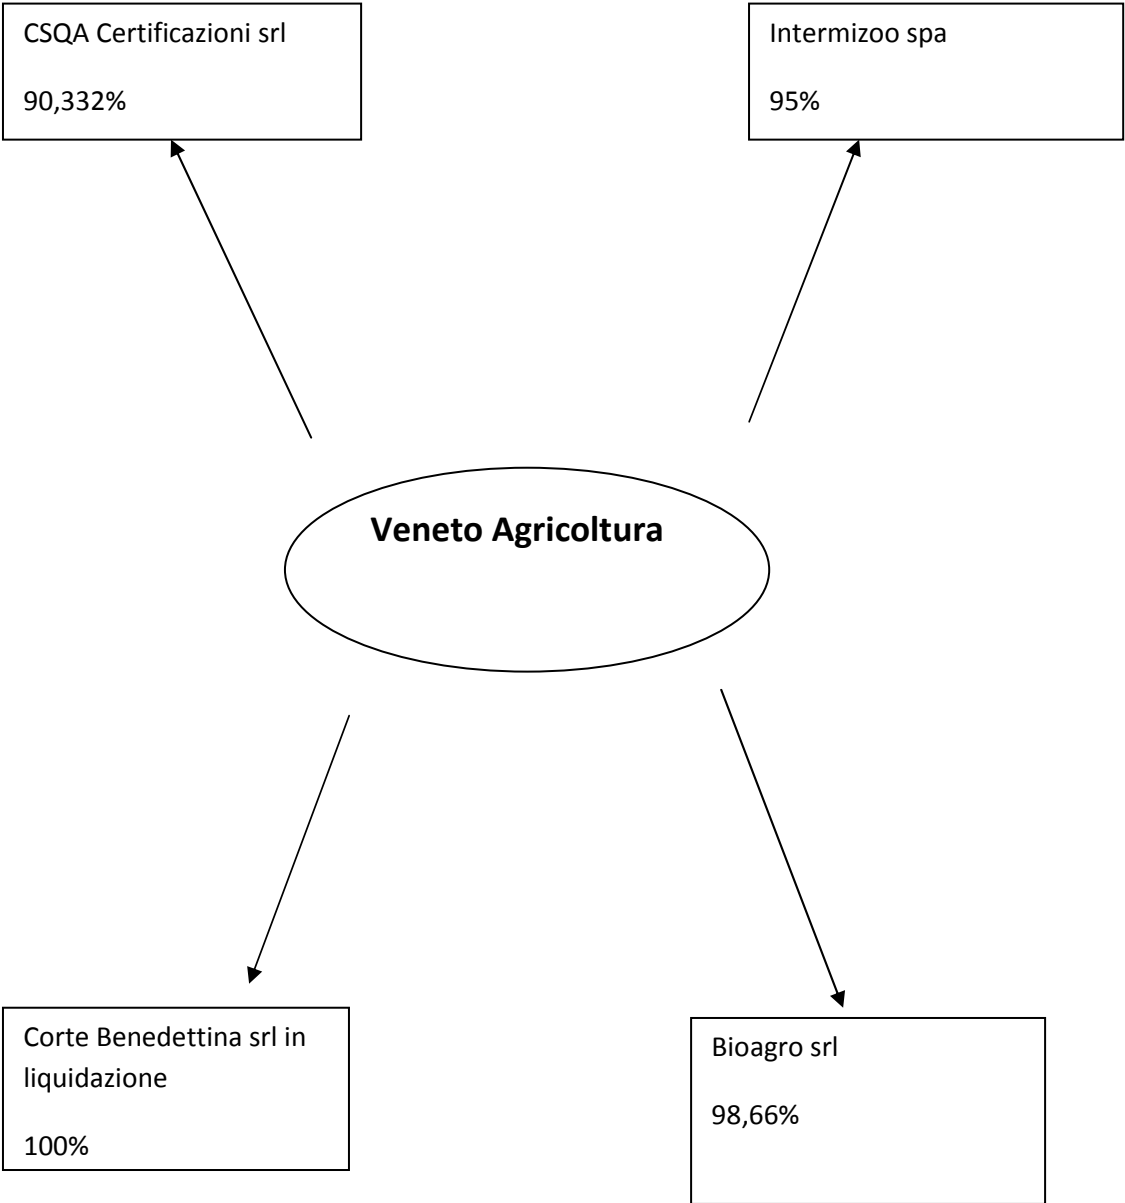 CSQA Certificazioni srl
90,332%
Intermizoo spa
95%
Veneto Agricoltura
Corte Benedettina srl in
liquidazione
100%
Bioagro srl
98,66%